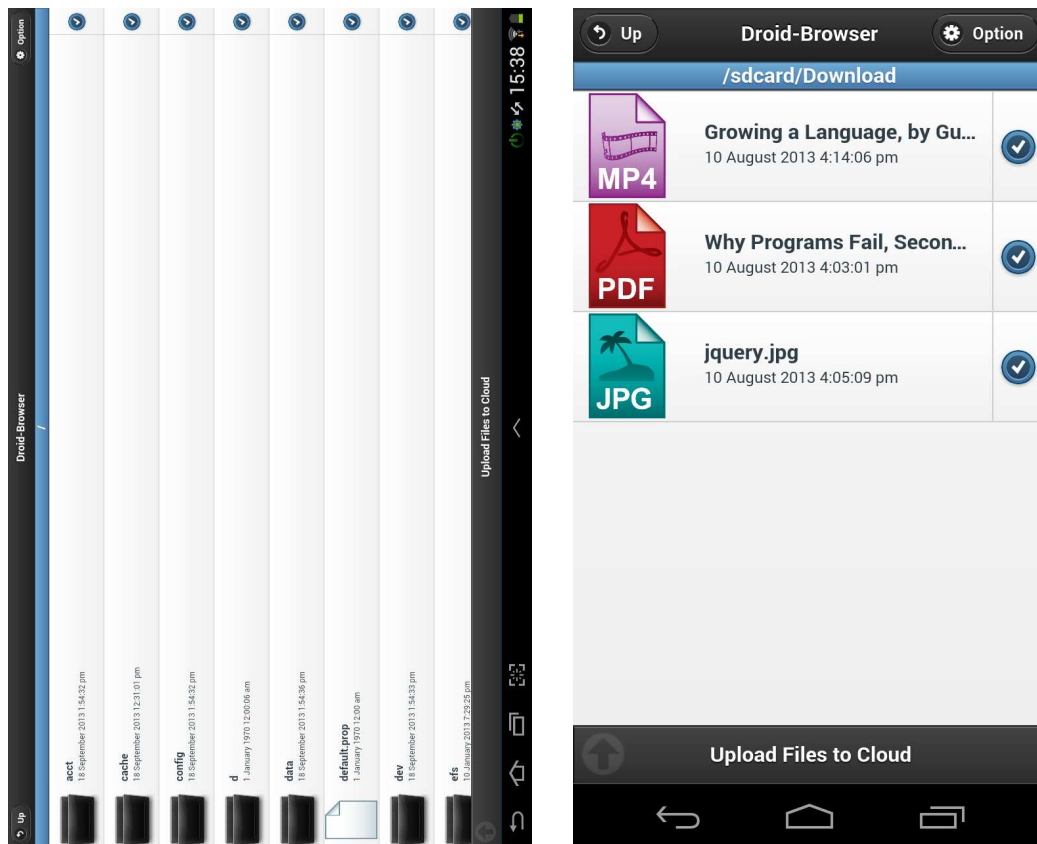 Up
Droid-Browser
Option
/
acct
18 September 2013 1:54:32 pm
cache
18 September 2013 12:31:01 pm
config
18 September 2013 1:54:32 pm
d
1 January 1970 12:00:06 am
data
18 September 2013 1:54:36 pm
default.prop
1 January 1970 12:00 am
dev
18 September 2013 1:54:33 pm
efs
10 January 2013 7:29:25 pm
Upload Files to Cloud
15:38
Up
Droid-Browser
Option
/sdcard/Download
Growing a Language, by Gu...
10 August 2013 4:14:06 pm
MP4
Why Programs Fail, Secon...
10 August 2013 4:03:01 pm
PDF
jquery.jpg
10 August 2013 4:05:09 pm
JPG
Upload Files to Cloud